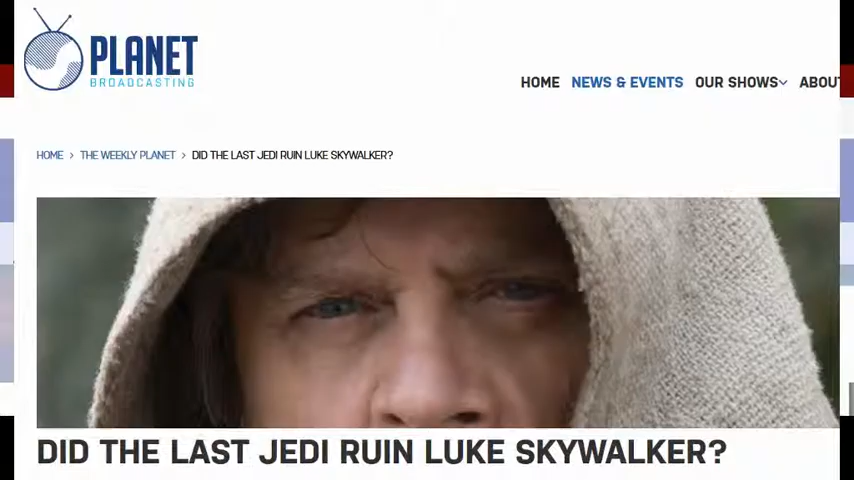 PLANET
BROADCASTING
HOME NEWS & EVENTS OUR SHOWS ABOU
HOME > THE WEEKLY PLANET > DID THE LAST JEDI RUIN LUKE SKYWALKER?
DID THE LAST JEDI RUIN LUKE SKYWALKER?